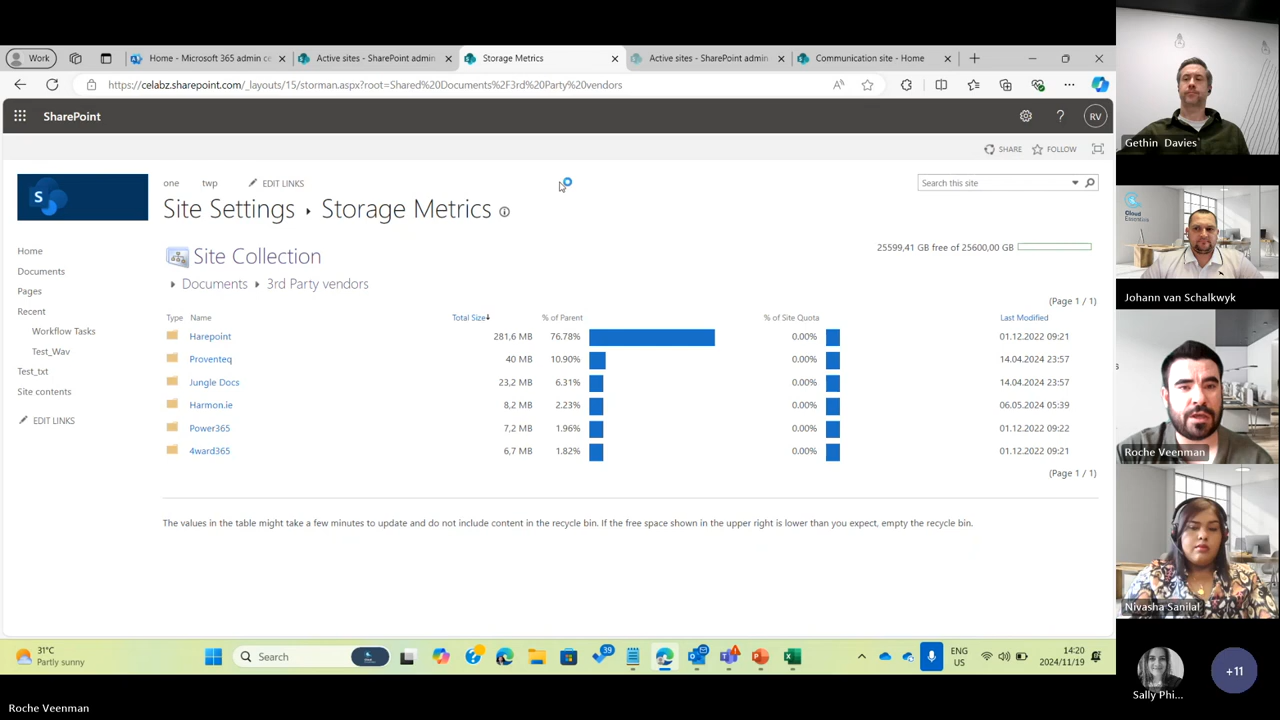 Work
Home - Microsoft 365 admin ce
Active sites - SharePoint admin
Storage Metrics
Active sites - SharePoint admin
Communication site - Home
https://celabz.sharepoint.com/_layouts/15/storman.aspx?root=Shared%20Documents%2F3rd%20Party%20vendors
SharePoint
RV
SHARE
FOLLOW
S
one
twp
EDIT LINKS
Search this site
Site Settings
Storage Metrics
Home
Documents
Pages
Recent
Workflow Tasks
Test_Wav
Test_txt
Site contents
EDIT LINKS
Site Collection
25599,41 GB free of 25600,00 GB
Documents
3rd Party vendors
(Page 1 / 1)
Type Name Total Size % of Parent % of Site Quota Last Modified
Harepoint 281,6 MB 76.78% 0.00% 01.12.2022 09:21
Proventeq 40 MB 10.90% 0.00% 14.04.2024 23:57
Jungle Docs 23,2 MB 6.31% 0.00% 14.04.2024 23:57
Harmon.ie 8,2 MB 2.23% 0.00% 06.05.2024 05:39
Power365 7,2 MB 1.96% 0.00% 01.12.2022 09:22
4ward365 6,7 MB 1.82% 0.00% 01.12.2022 09:21
(Page 1 / 1)
The values in the table might take a few minutes to update and do not include content in the recycle bin. If the free space shown in the upper right is lower than you expect, empty the recycle bin.
31°C
Partly sunny
Search
39
ENG
US
14:20
2024/11/19
Gethin Davies
Cloud
Essentials
Johann van Schalkwyk
Roche Veenman
Nivasha Sanilal
Sally Phi...
+11
Roche Veenman